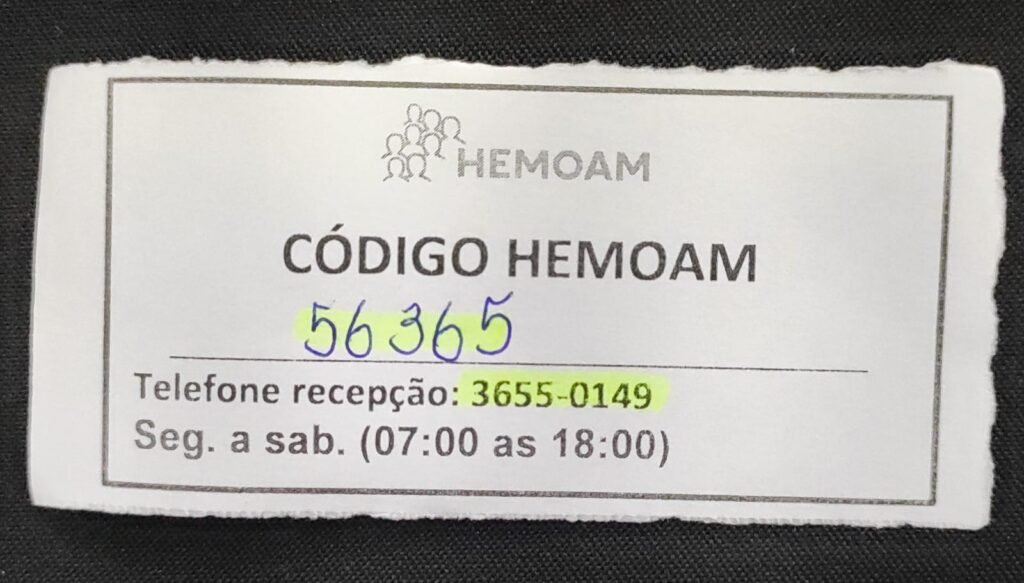 HEMOAM
CÓDIGO HEMOAM
56365
Telefone recepção: 3655-0149
Seg. a sab. (07:00 as 18:00)